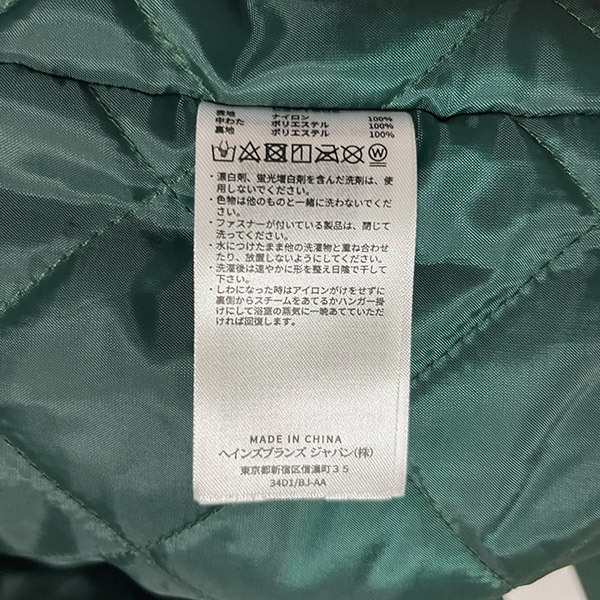 表地 ナイロン 100%
中わた ポリエステル 100%
裏地 ポリエステル 100%
・漂白剤、蛍光増白剤を含んだ洗剤は、使
用しないでください。
・色物は他のものと一緒に洗わないでくだ
さい。
・ファスナーが付いている製品は、閉じて
洗ってください。
・水につけたまま他の洗濯物と重ね合わせ
たり、放置しないようにしてください。
・洗濯後は速やかに形を整え日陰で干して
下さい。
・しわになった時はアイロンがけをせずに
裏側からスチームをあてるかハンガー掛
けにして浴室の蒸気に一晩あてていただ
ければ回復します。
MADE IN CHINA
ヘインズブランズ ジャパン(株)
東京都新宿区信濃町35
34D1/BJ-AA